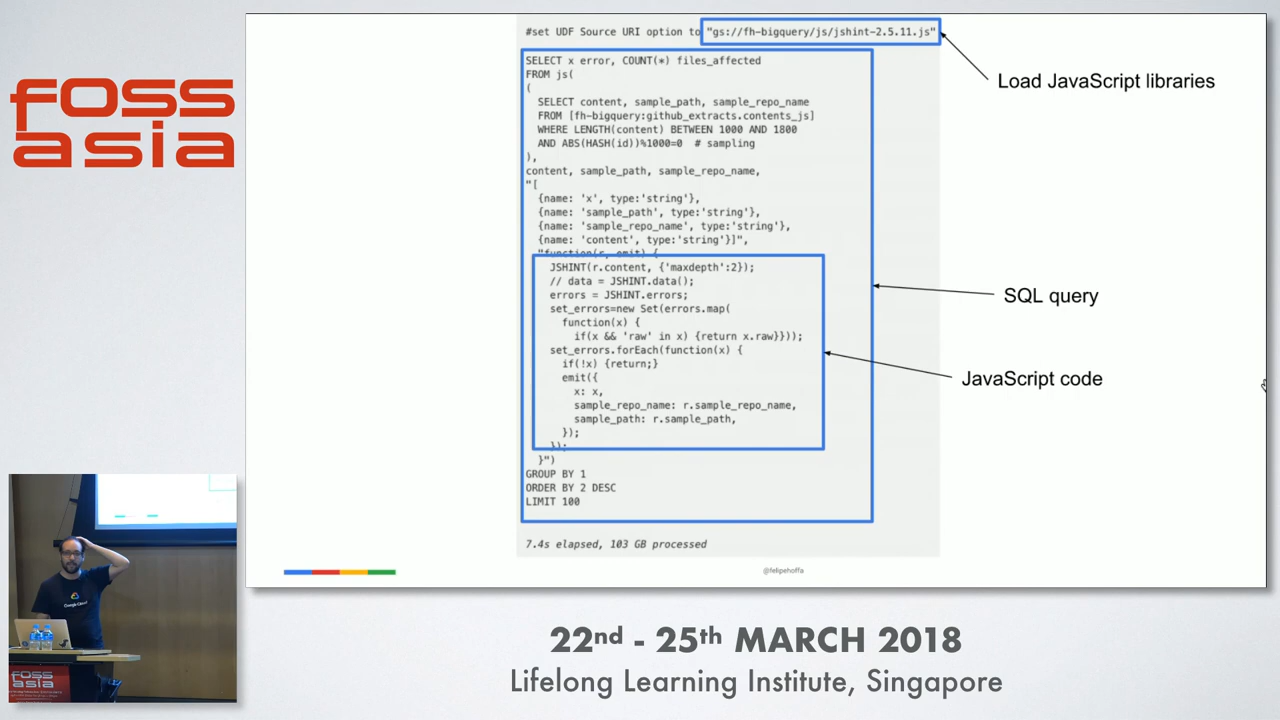 foss
asia
#set UDF Source URI option to "gs://fh-bigquery/js/jshint-2.5.11.js"
Load JavaScript libraries
SELECT x error, COUNT(*) files_affected
FROM js(
(
SELECT content, sample_path, sample_repo_name
FROM [fh-bigquery:github_extracts.contents_js]
WHERE LENGTH(content) BETWEEN 1000 AND 1800
AND ABS(HASH(id))%1000=0 # sampling
),
content, sample_path, sample_repo_name,
"[
{name: 'x', type:'string'},
{name: 'sample_path', type:'string'},
{name: 'sample_repo_name', type:'string'},
{name: 'content', type:'string'}]",
"function(r, emit) {
JSHINT(r.content, {'maxdepth':2});
// data = JSHINT.data();
errors = JSHINT.errors;
set_errors=new Set(errors.map(
function(x) {
if(x && 'raw' in x) {return x.raw}}));
set_errors.forEach(function(x) {
if(!x) {return;}
emit({
x: x,
sample_repo_name: r.sample_repo_name,
sample_path: r.sample_path,
});
});
}")
GROUP BY 1
ORDER BY 2 DESC
LIMIT 100
SQL query
JavaScript code
7.4s elapsed, 103 GB processed
@felipehoffa
Google Cloud
foss
asia
22nd - 25th MARCH 2018
Lifelong Learning Institute, Singapore